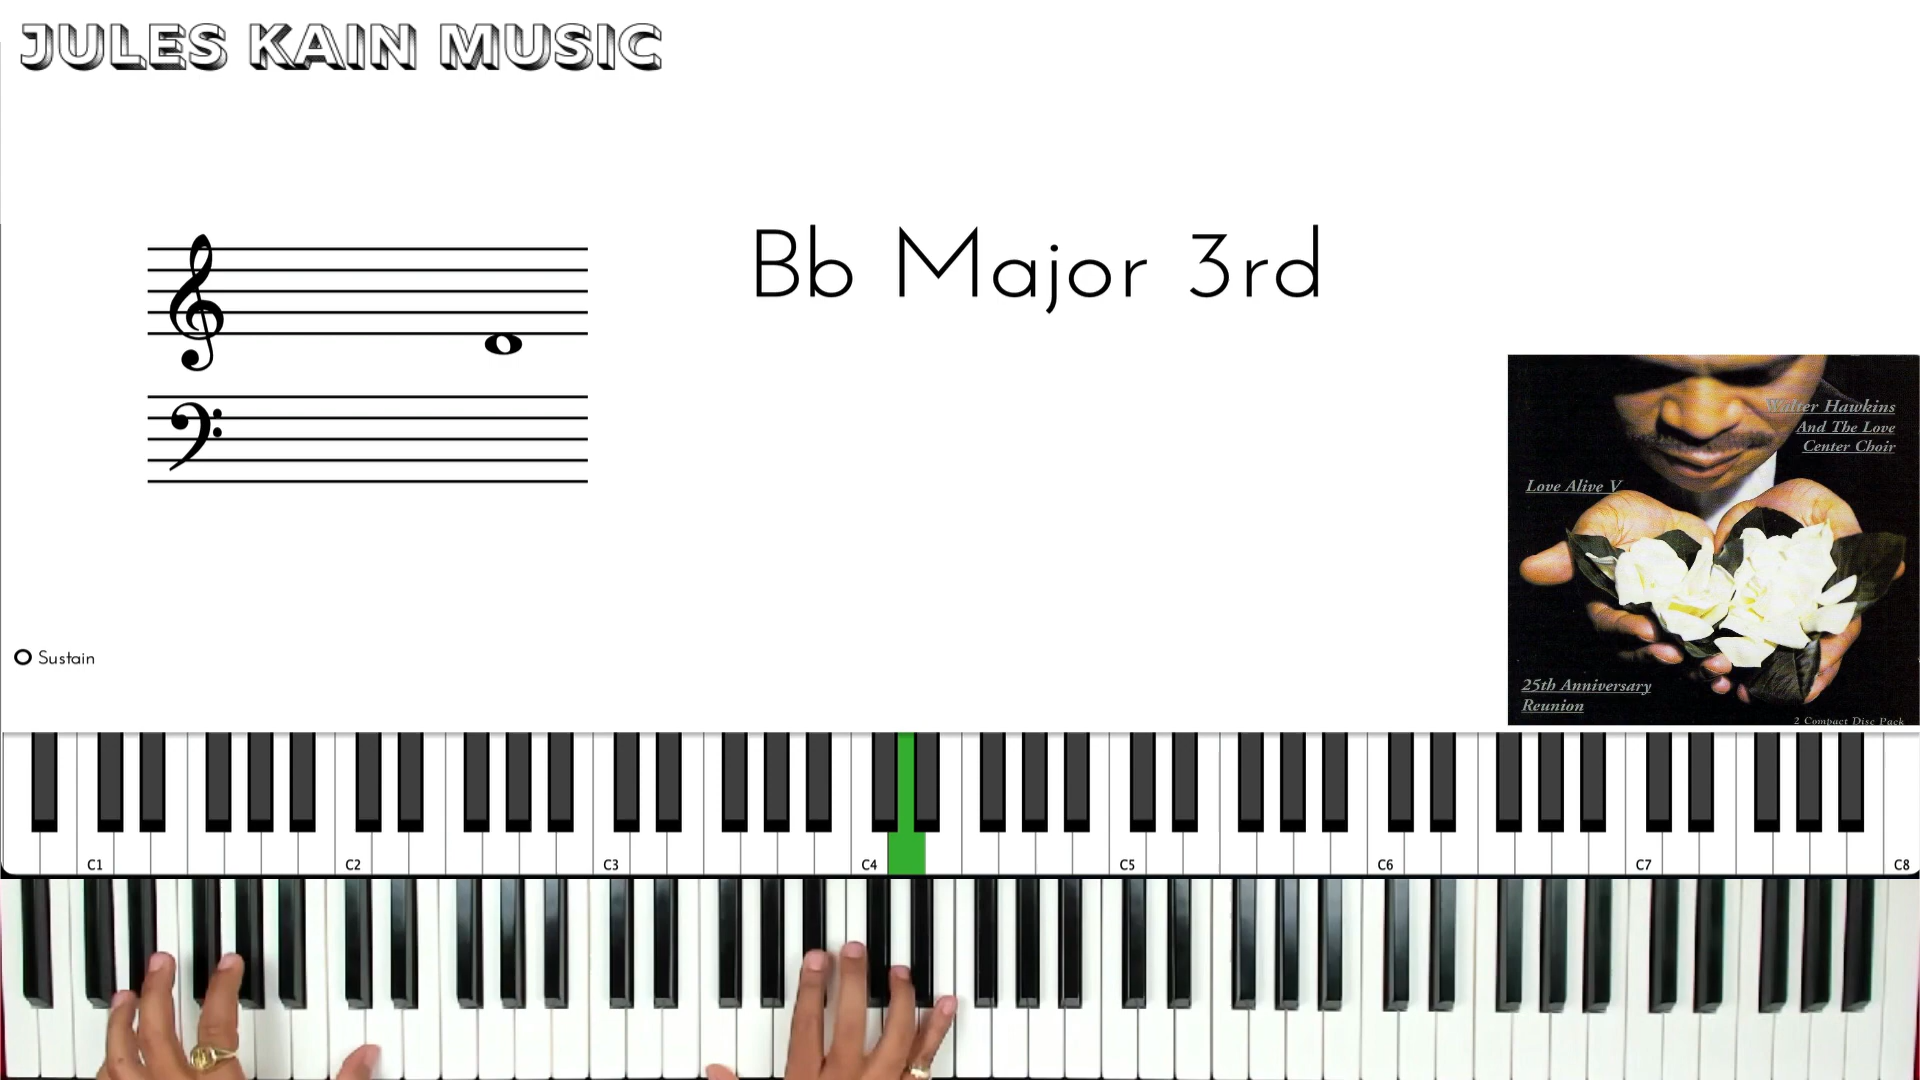 JULES KAIN MUSIC
Bb Major 3rd
Walter Hawkins
And The Love
Center Choir
Love Alive V
25th Anniversary
Reunion
2 Compact Disc Pack
Sustain
C1 C2 C3 C4 C5 C6 C7 C8